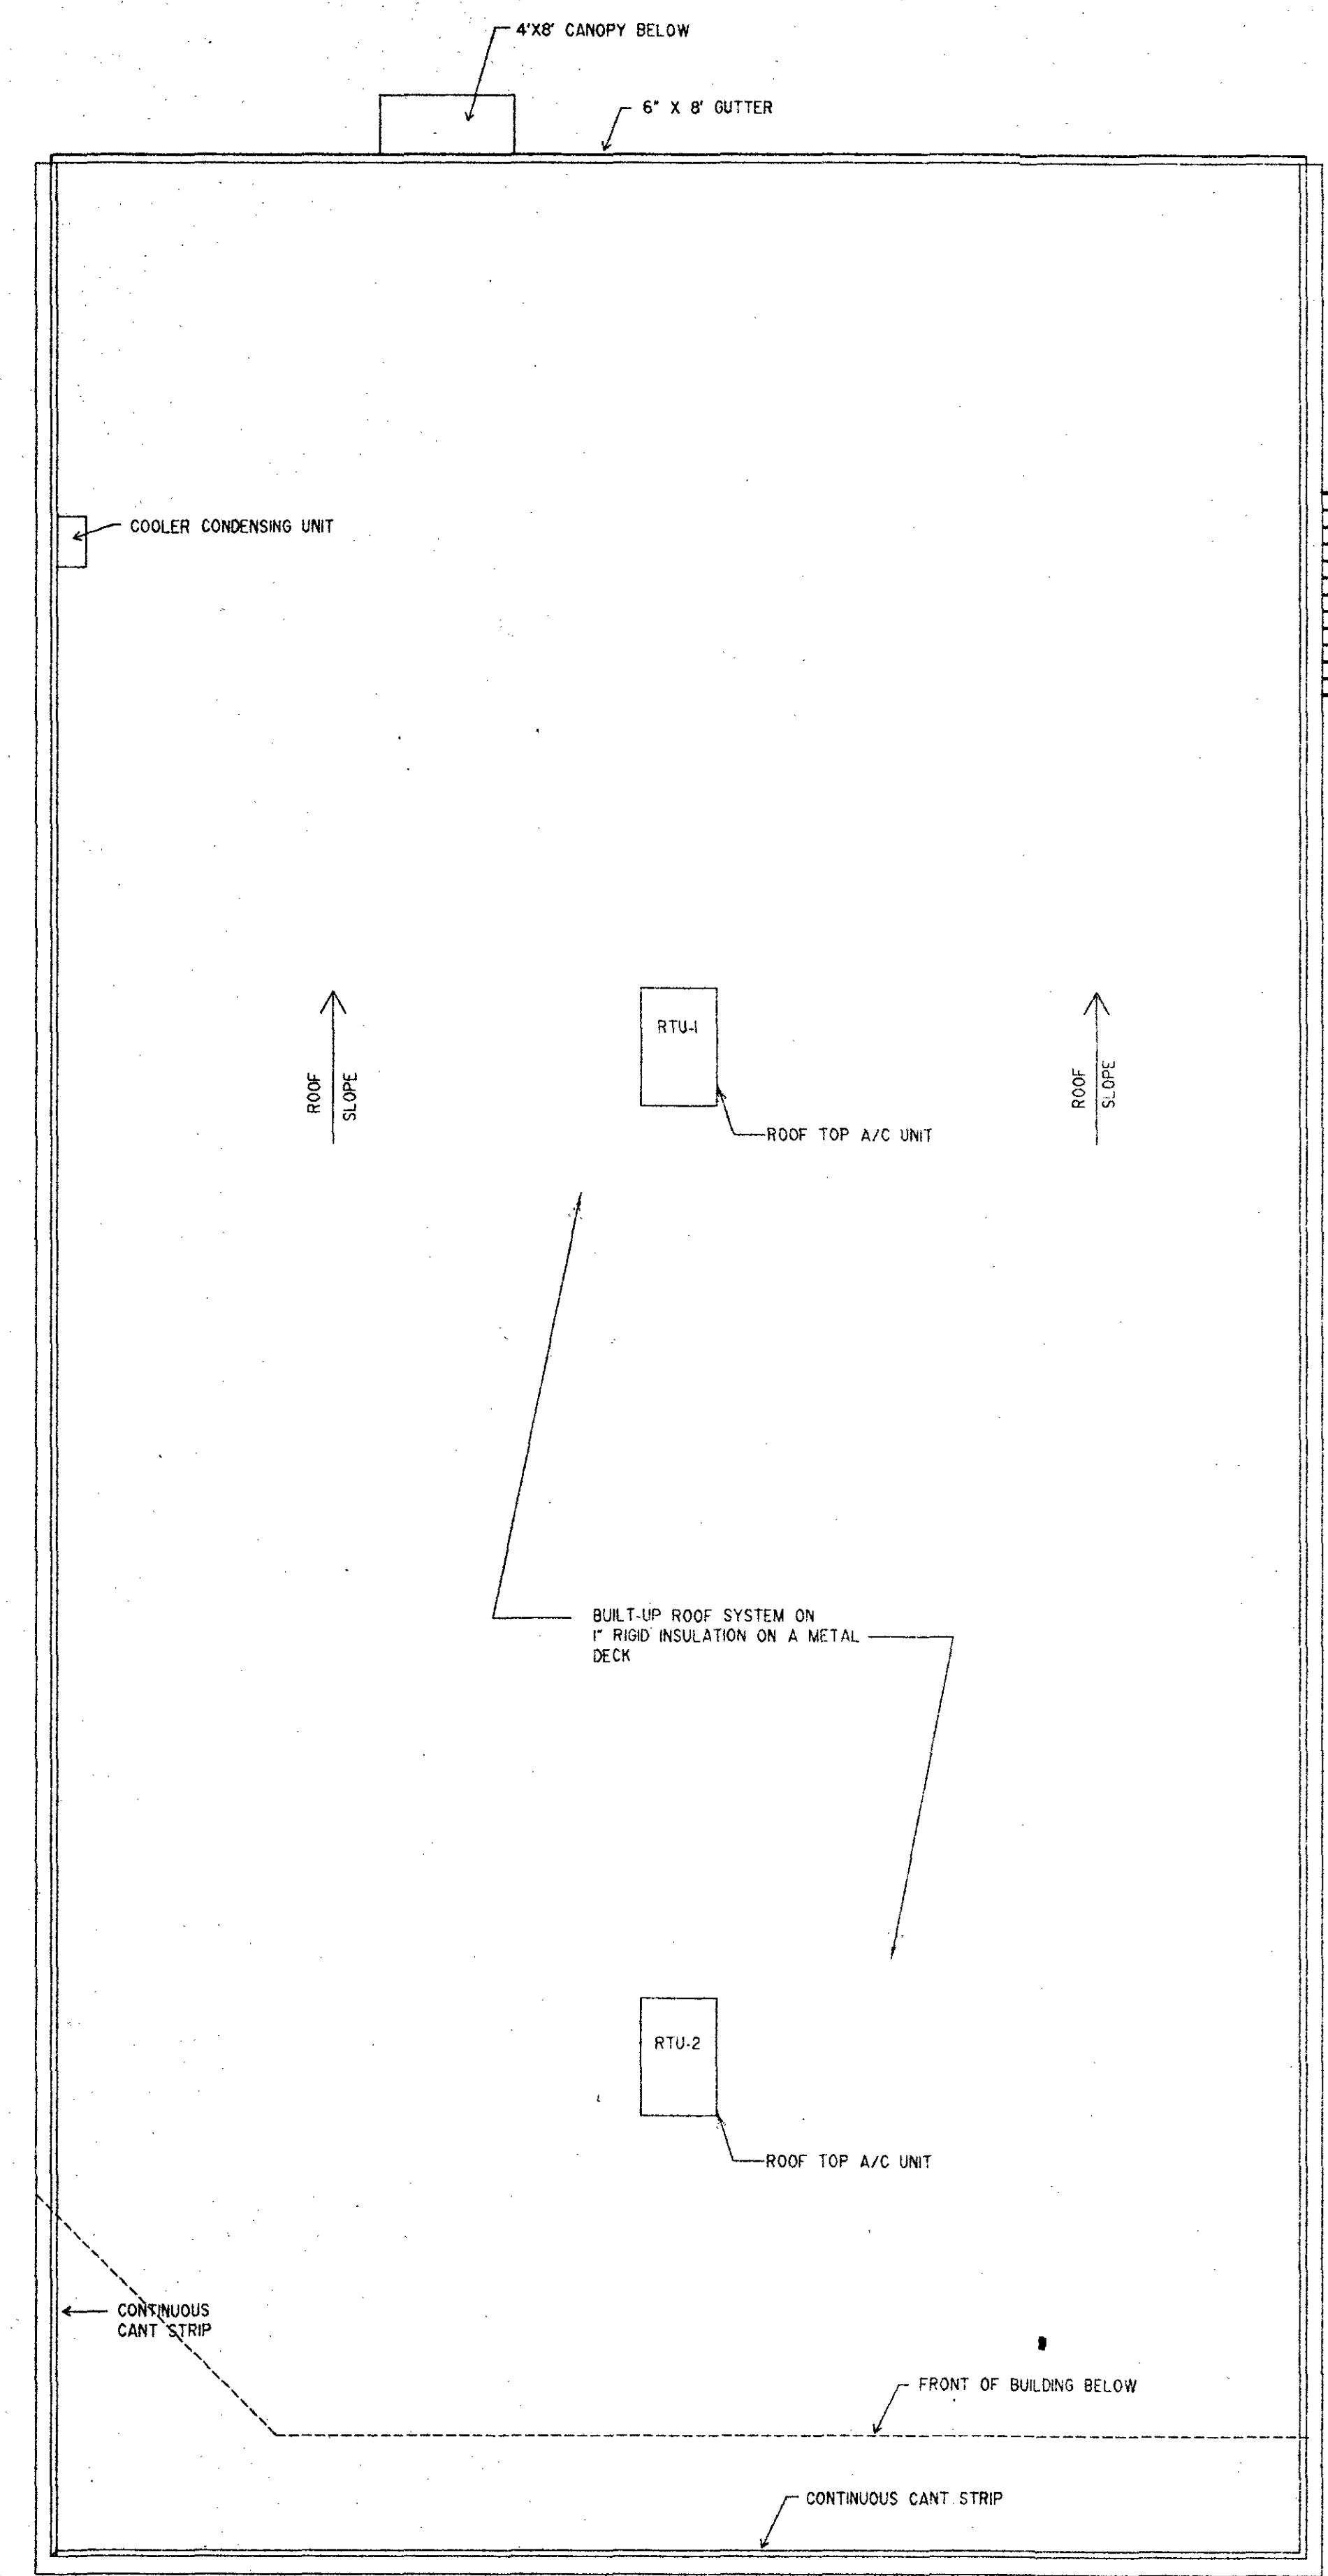 4'X8' CANOPY BELOW
6" X 8' GUTTER
COOLER CONDENSING UNIT
RTU-1
ROOF
SLOPE
ROOF
SLOPE
ROOF TOP A/C UNIT
BUILT-UP ROOF SYSTEM ON
1" RIGID INSULATION ON A METAL
DECK
RTU-2
ROOF TOP A/C UNIT
CONTINUOUS
CANT STRIP
FRONT OF BUILDING BELOW
CONTINUOUS CANT STRIP